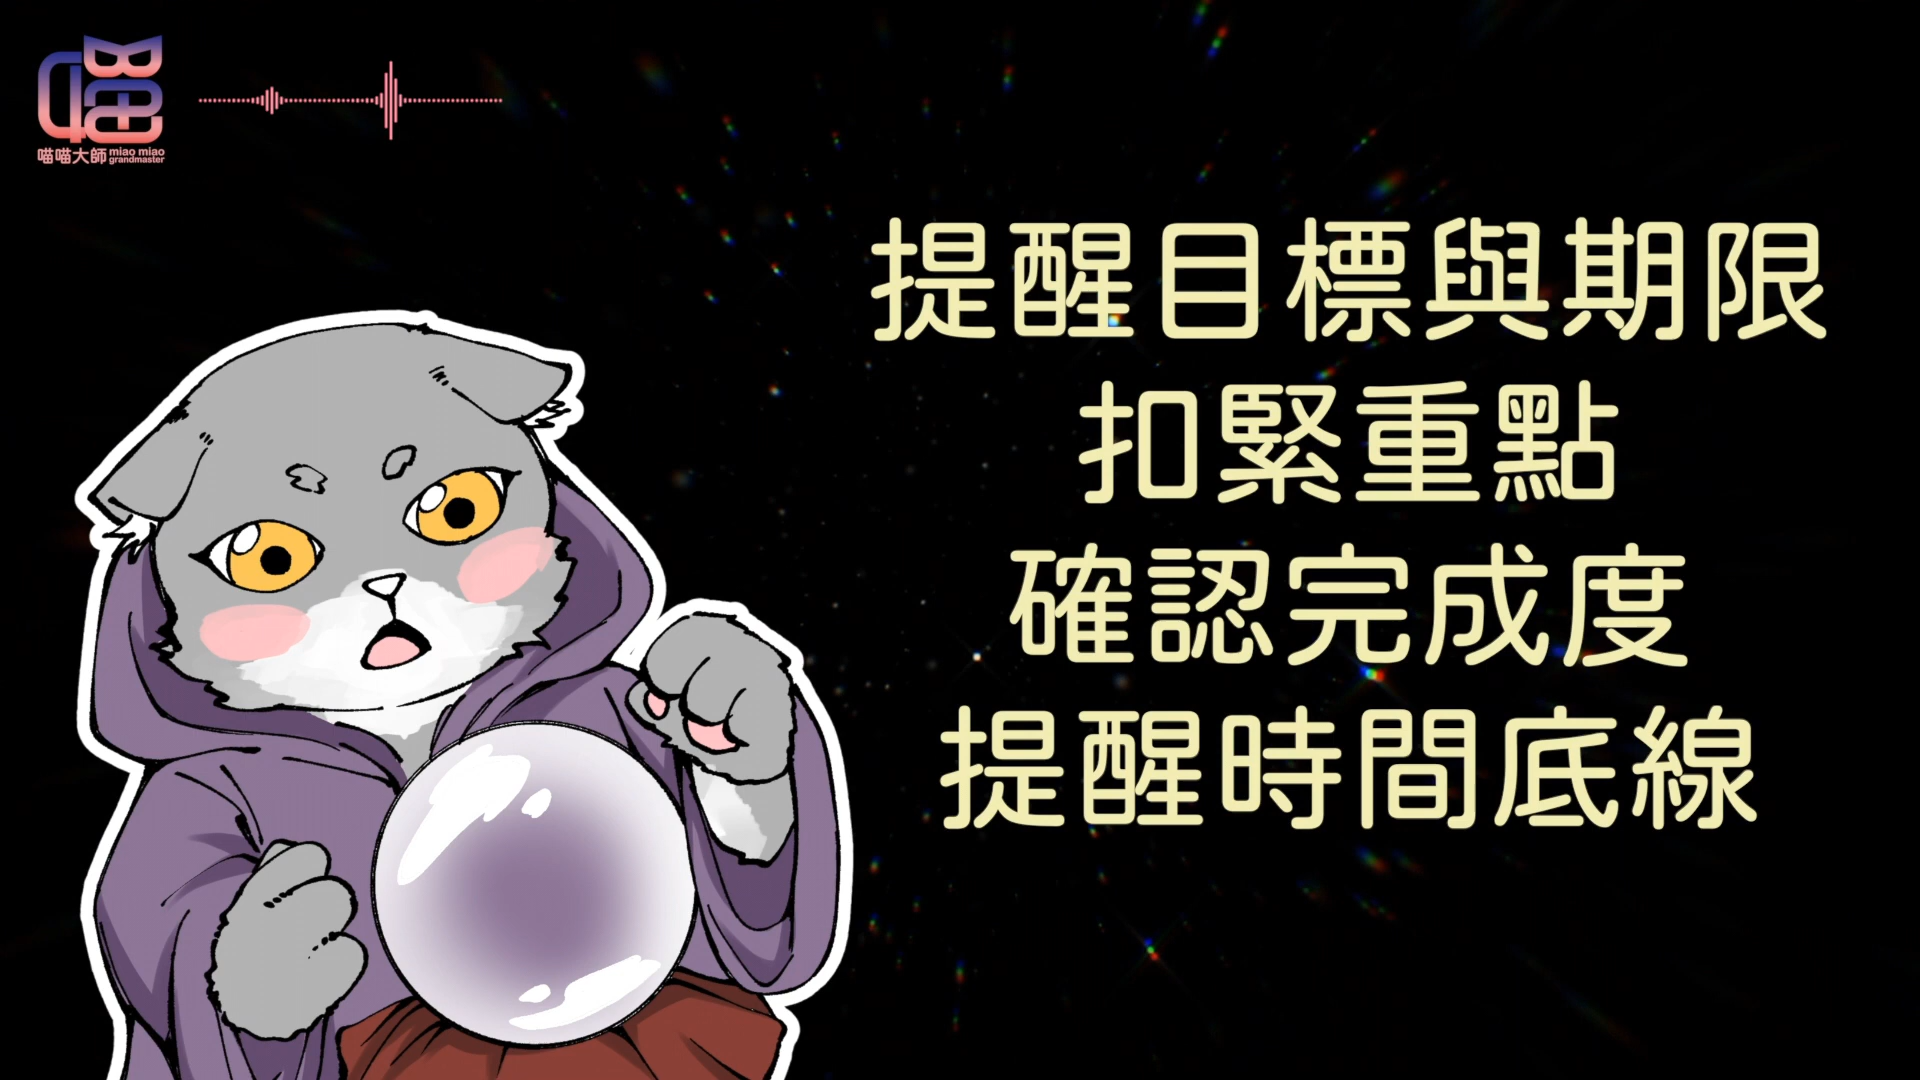 喵
喵喵大師 miao miao grandmaster
提醒目標與期限
扣緊重點
確認完成度
提醒時間底線